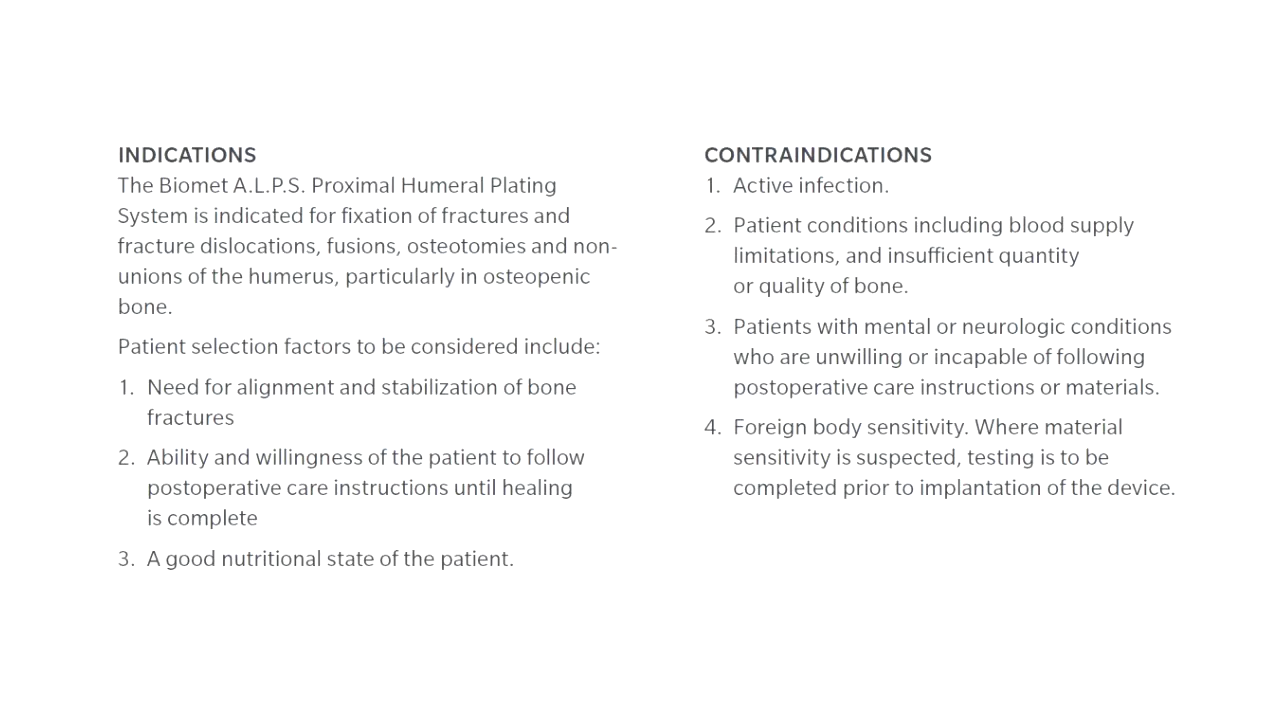 INDICATIONS
The Biomet A.L.P.S. Proximal Humeral Plating
System is indicated for fixation of fractures and
fracture dislocations, fusions, osteotomies and non-
unions of the humerus, particularly in osteopenic
bone.
Patient selection factors to be considered include:
1. Need for alignment and stabilization of bone
fractures
2. Ability and willingness of the patient to follow
postoperative care instructions until healing
is complete
3. A good nutritional state of the patient.
CONTRAINDICATIONS
1. Active infection.
2. Patient conditions including blood supply
limitations, and insufficient quantity
or quality of bone.
3. Patients with mental or neurologic conditions
who are unwilling or incapable of following
postoperative care instructions or materials.
4. Foreign body sensitivity. Where material
sensitivity is suspected, testing is to be
completed prior to implantation of the device.